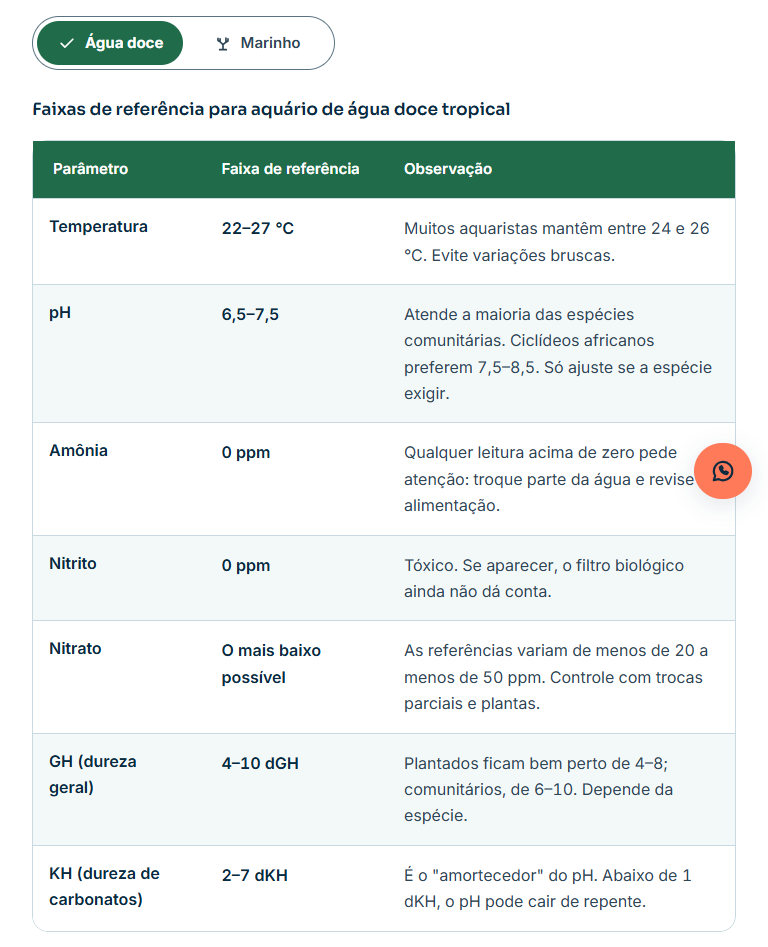 Água doce
Marinho
Faixas de referência para aquário de água doce tropical
Parâmetro Faixa de referência Observação
Temperatura 22–27 °C Muitos aquaristas mantêm entre 24 e 26
°C. Evite variações bruscas.
pH 6,5–7,5 Atende a maioria das espécies
comunitárias. Ciclídeos africanos
preferem 7,5–8,5. Só ajuste se a espécie
exigir.
Amônia 0 ppm Qualquer leitura acima de zero pede
atenção: troque parte da água e revise
alimentação.
Nitrito 0 ppm Tóxico. Se aparecer, o filtro biológico
ainda não dá conta.
Nitrato O mais baixo As referências variam de menos de 20 a
possível menos de 50 ppm. Controle com trocas
parciais e plantas.
GH (dureza 4–10 dGH Plantados ficam bem perto de 4–8;
geral) comunitários, de 6–10. Depende da
espécie.
KH (dureza de 2–7 dKH É o "amortecedor" do pH. Abaixo de 1
carbonatos) dKH, o pH pode cair de repente.